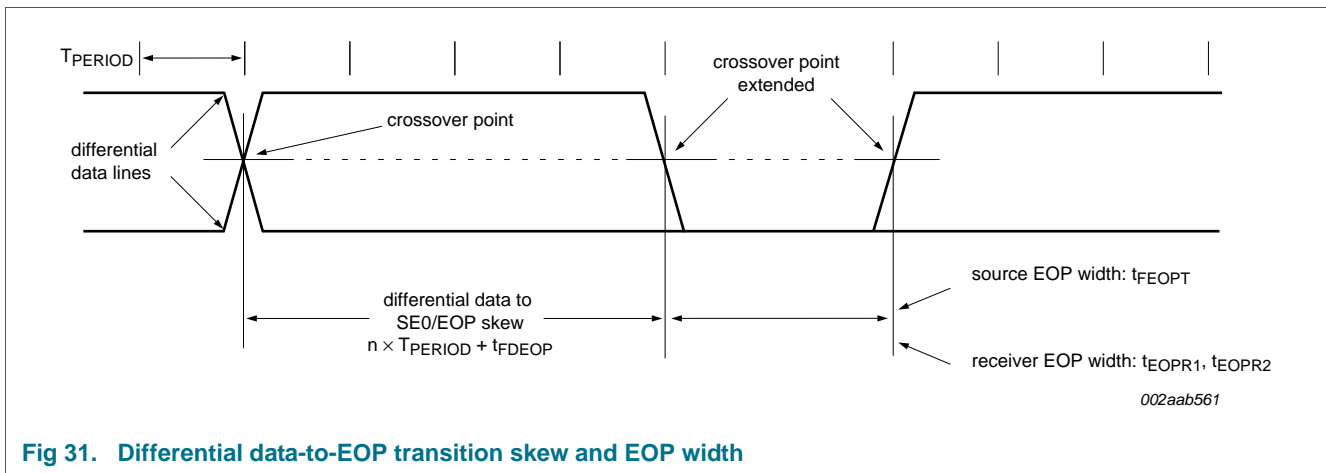 TPERIOD
crossover point
extended
crossover point
differential
data lines
differential data to
SE0/EOP skew
n × TPERIOD + tFDEOP
source EOP width: tFEOPT
receiver EOP width: tEOPR1, tEOPR2
002aab561
Fig 31. Differential data-to-EOP transition skew and EOP width